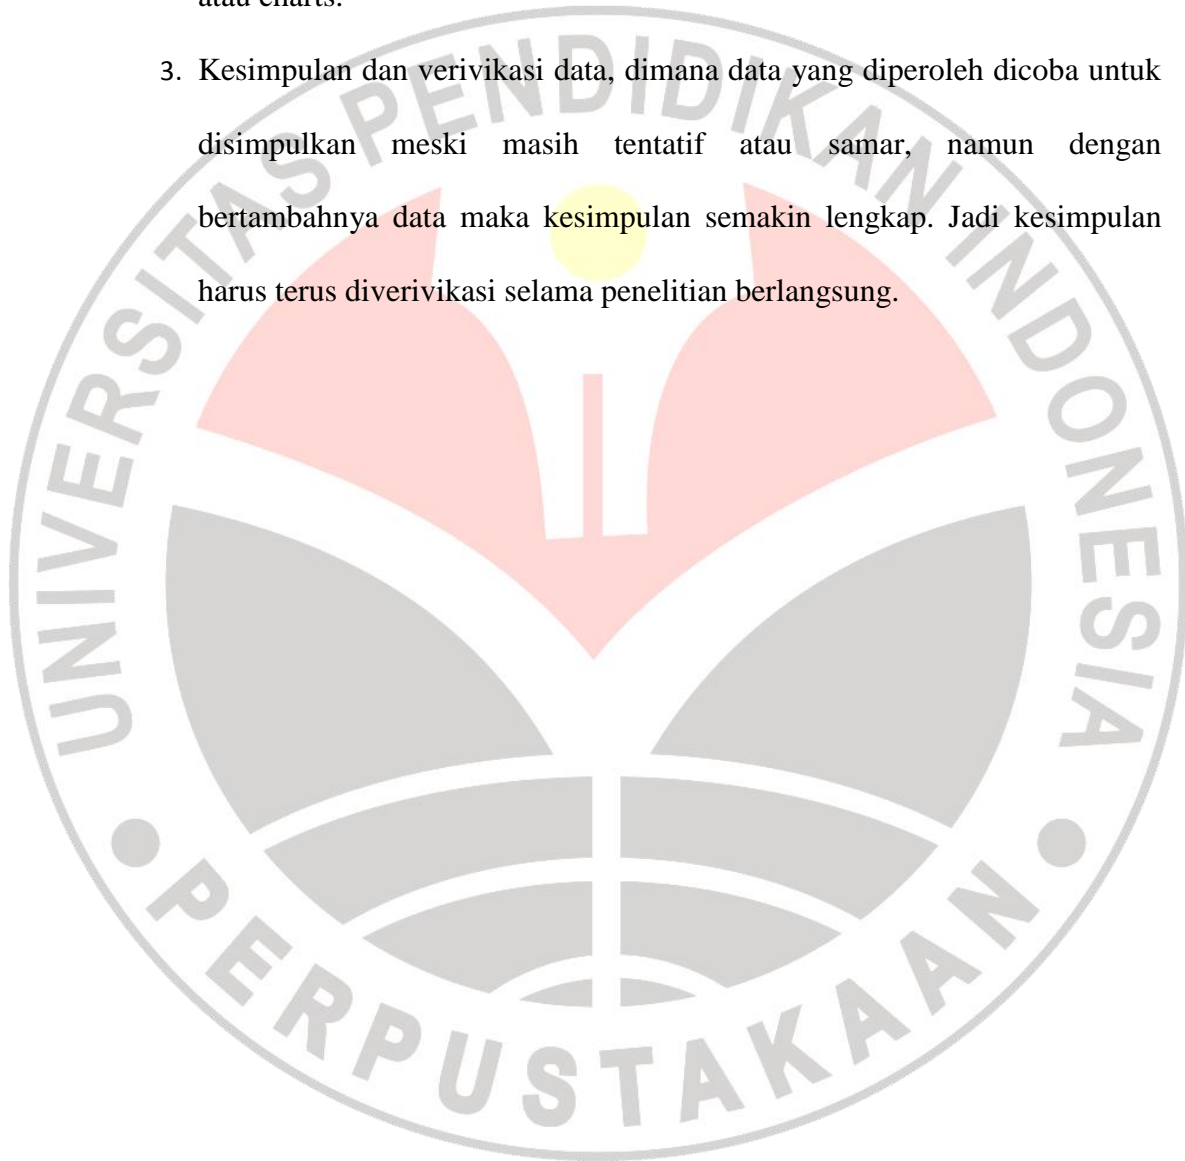 atau charts.
3. Kesimpulan dan verivikasi data, dimana data yang diperoleh dicoba untuk
disimpulkan meski masih tentatif atau samar, namun dengan
bertambahnya data maka kesimpulan semakin lengkap. Jadi kesimpulan
harus terus diverivikasi selama penelitian berlangsung.
UNIVERSITAS PENDIDIKAN INDONESIA
PERPUSTAKAAN